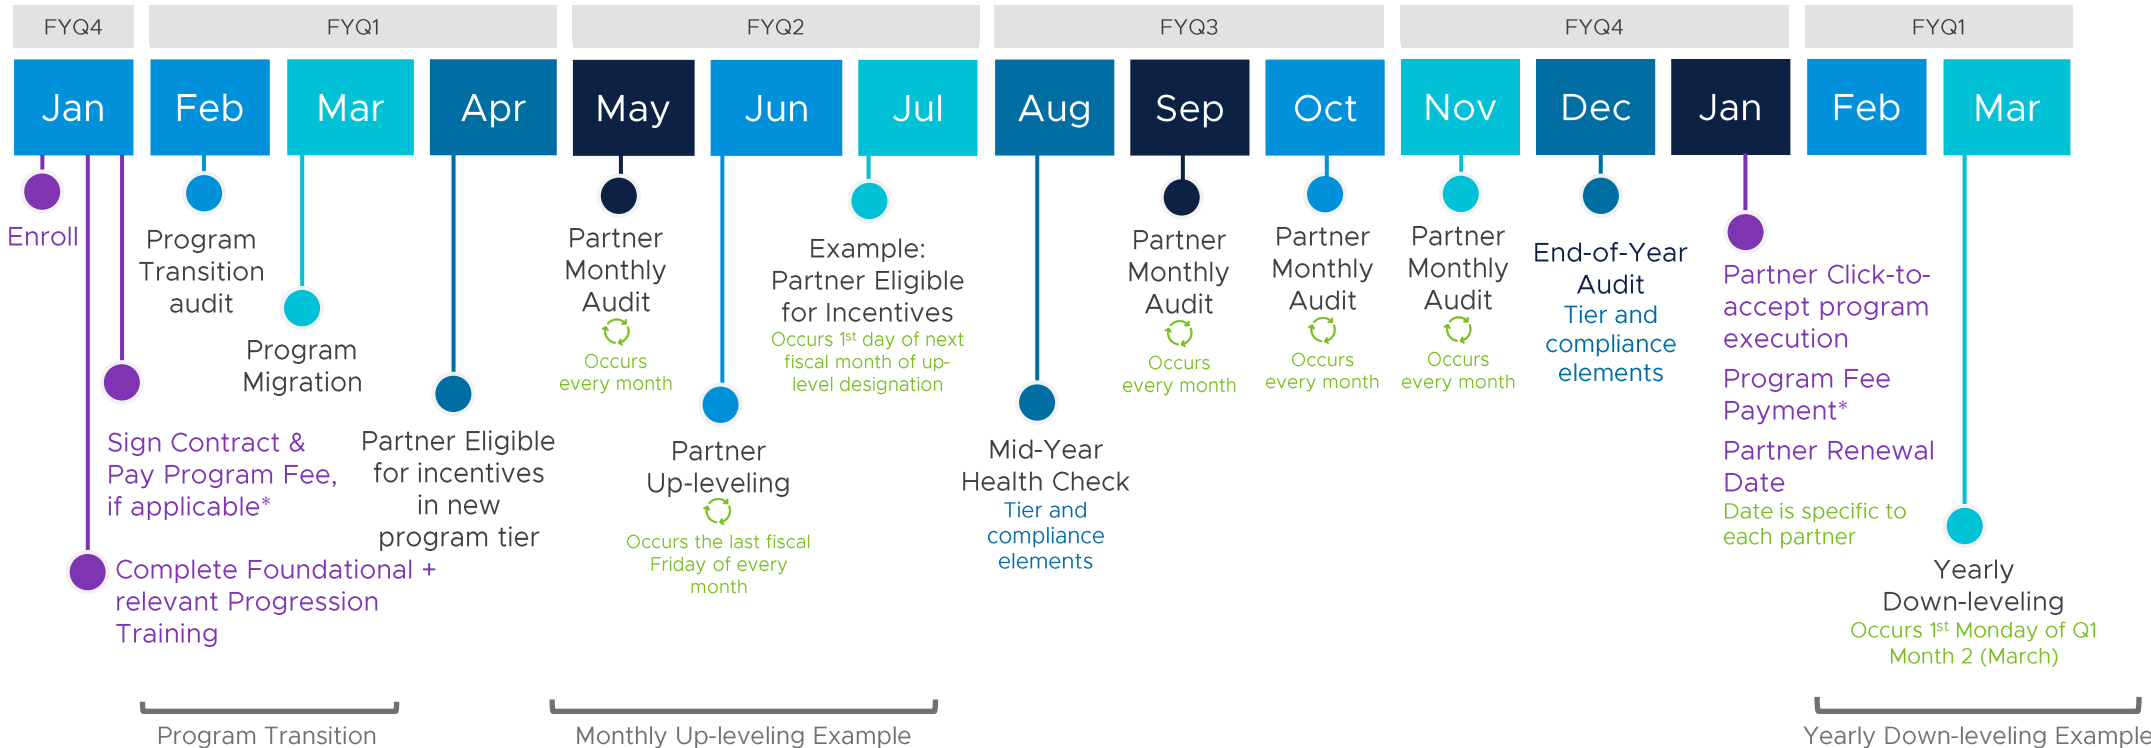 FYQ4
FYQ1
FYQ2
FYQ3
FYQ4
FYQ1
Jan
Feb
Mar
Apr
May
Jun
Jul
Aug
Sep
Oct
Nov
Dec
Jan
Feb
Mar
Enroll
Sign Contract &
Pay Program Fee,
if applicable*
Complete Foundational +
relevant Progression
Training
Program
Transition
audit
Program
Migration
Partner Eligible
for incentives
in new
program tier
Partner
Monthly
Audit
Occurs
every month
Partner
Up-leveling
Occurs the last fiscal
Friday of every
month
Example:
Partner Eligible
for Incentives
Occurs 1st day of next
fiscal month of up-
level designation
Mid-Year
Health Check
Tier and
compliance
elements
Partner
Monthly
Audit
Occurs
every month
Partner
Monthly
Audit
Occurs
every month
Partner
Monthly
Audit
Occurs
every month
End-of-Year
Audit
Tier and
compliance
elements
Partner Click-to-
accept program
execution
Program Fee
Payment*
Partner Renewal
Date
Date is specific to
each partner
Yearly
Down-leveling
Occurs 1st Monday of Q1
Month 2 (March)
Program Transition
Monthly Up-leveling Example
Yearly Down-leveling Example